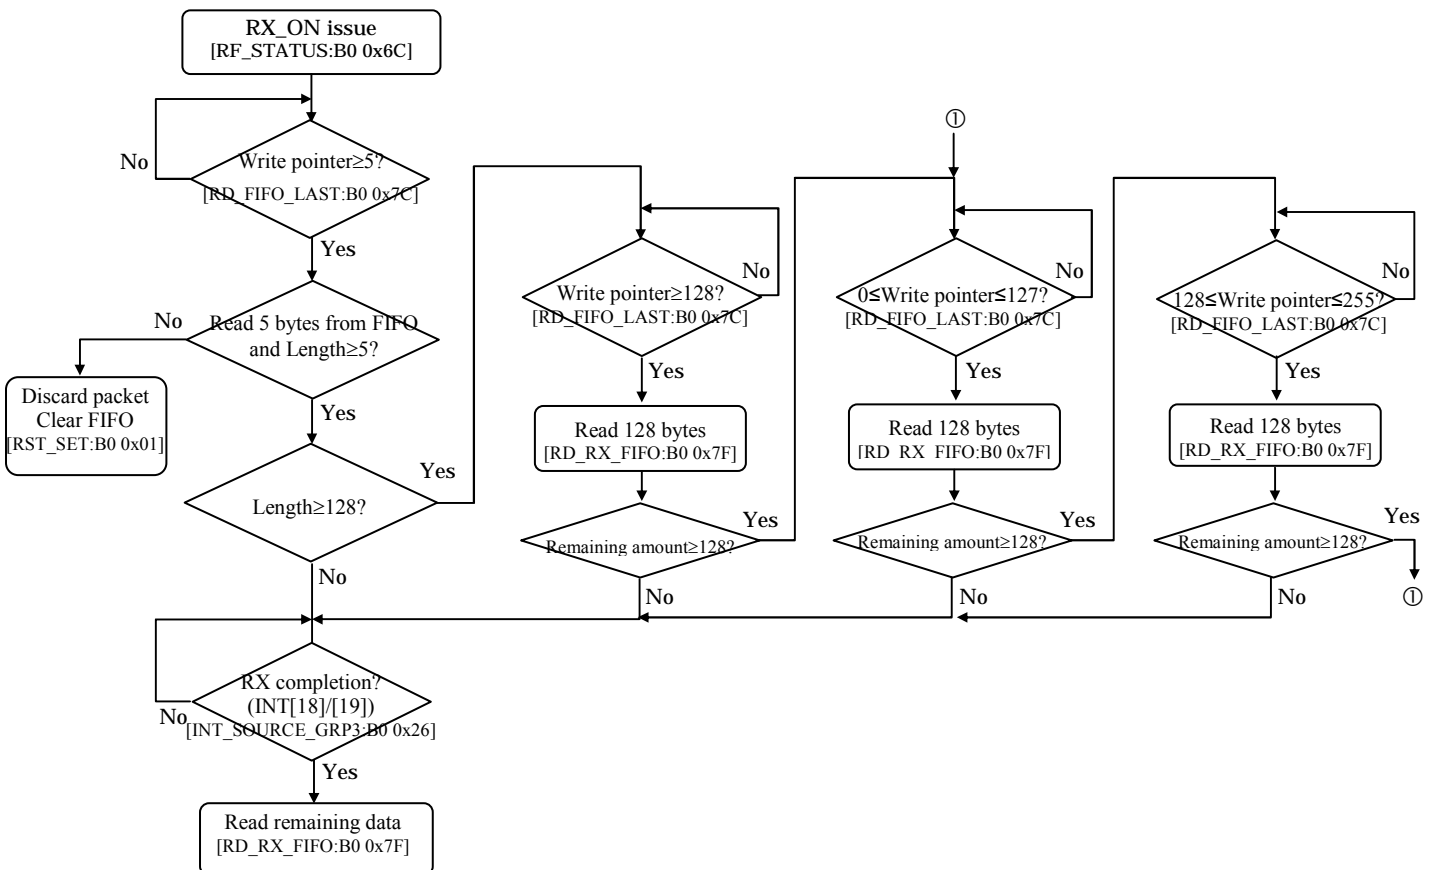 RX_ON issue
[RF_STATUS:B0 0x6C]
No
Write pointer≥5?
[RD_FIFO_LAST:B0 0x7C]
Yes
No
Read 5 bytes from FIFO
and Length≥5?
Discard packet
Clear FIFO
[RST_SET:B0 0x01]
Yes
Length≥128?
Yes
No
RX completion?
(INT[18]/[19])
No
[INT_SOURCE_GRP3:B0 0x26]
Yes
Read remaining data
[RD_RX_FIFO:B0 0x7F]
No
Write pointer≥128?
[RD_FIFO_LAST:B0 0x7C]
Yes
Read 128 bytes
[RD_RX_FIFO:B0 0x7F]
Yes
Remaining amount≥128?
No
①
No
0≤Write pointer≤127?
[RD_FIFO_LAST:B0 0x7C]
Yes
Read 128 bytes
[RD_RX_FIFO:B0 0x7F]
Yes
Remaining amount≥128?
No
No
128≤Write pointer≤255?
[RD_FIFO_LAST:B0 0x7C]
Yes
Read 128 bytes
[RD_RX_FIFO:B0 0x7F]
Yes
Remaining amount≥128?
No
①